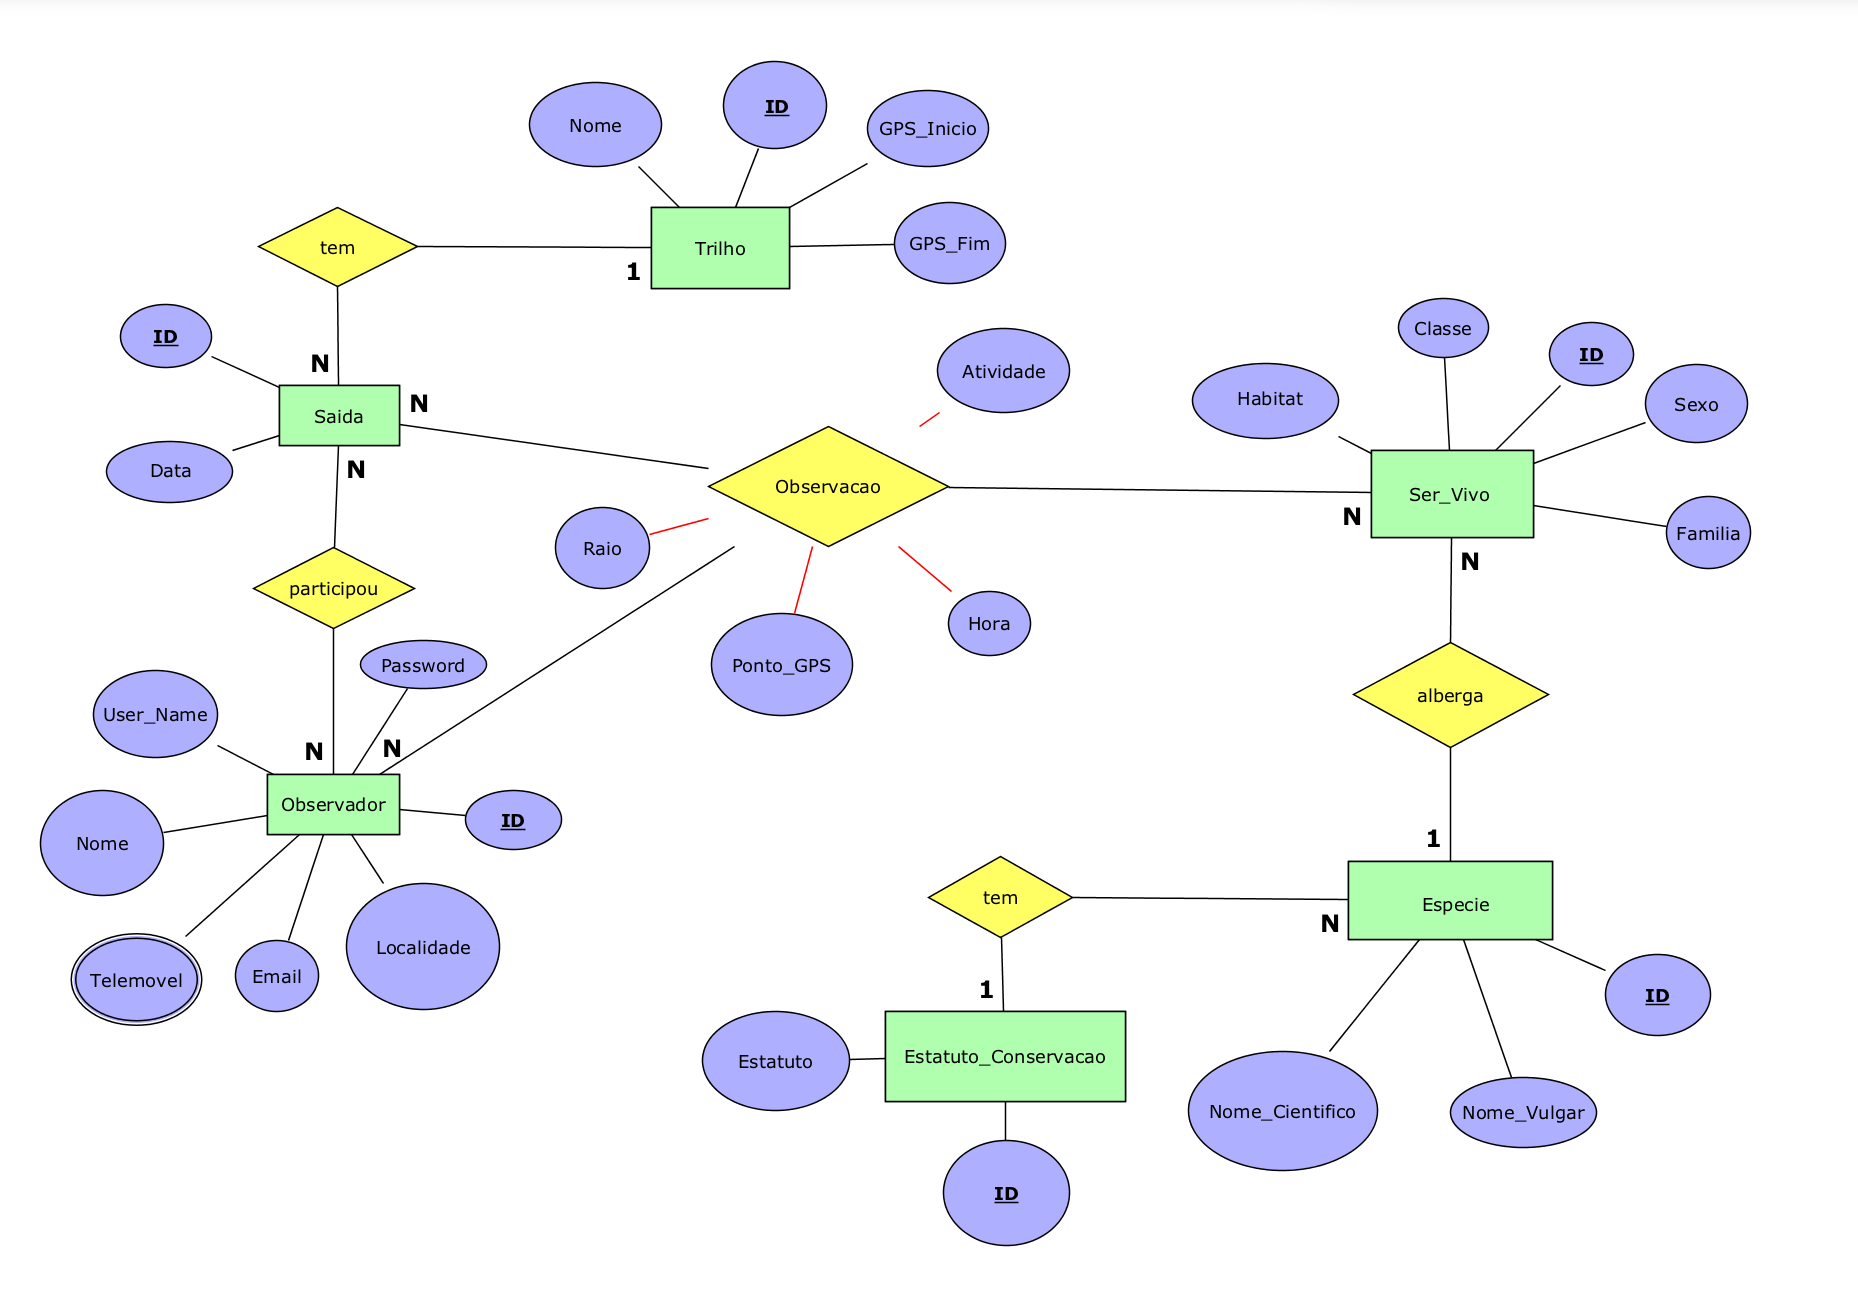 ID
Nome
GPS_Inicio
tem
Trilho
GPS_Fim
1
ID
N
Saida
N
Data
N
Atividade
Observacao
Raio
Ponto_GPS
Hora
Classe
ID
Habitat
Sexo
Ser_Vivo
N
Familia
N
participou
Password
User_Name
N
N
Observador
ID
Nome
Telemovel
Email
Localidade
alberga
1
tem
N
Especie
1
ID
Estatuto
Estatuto_Conservacao
Nome_Cientifico
Nome_Vulgar
ID